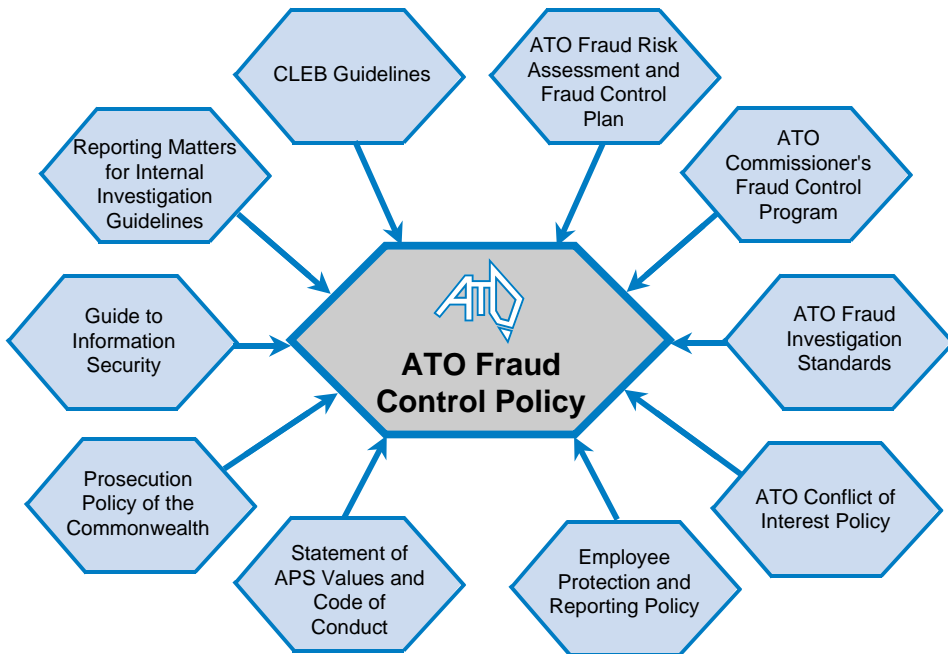 CLEB Guidelines
ATO Fraud Risk
Assessment and
Fraud Control
Plan
Reporting Matters
for Internal
Investigation
Guidelines
ATO
Commissioner's
Fraud Control
Program
Guide to
Information
Security
ATO
ATO Fraud
Control Policy
ATO Fraud
Investigation
Standards
Prosecution
Policy of the
Commonwealth
ATO Conflict of
Interest Policy
Statement of
APS Values and
Code of
Conduct
Employee
Protection and
Reporting Policy